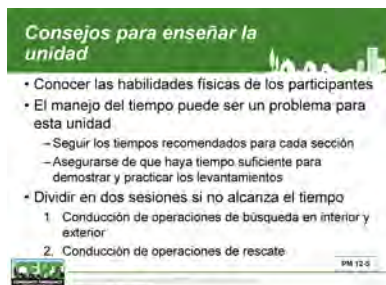 Consejos para enseñar la
unidad
• Conocer las habilidades físicas de los participantes
• El manejo del tiempo puede ser un problema para
esta unidad
– Seguir los tiempos recomendados para cada sección
– Asegurarse de que haya tiempo suficiente para
demostrar y practicar los levantamientos
• Dividir en dos sesiones si no alcanza el tiempo
1. Conducción de operaciones de búsqueda en interior y
exterior
2. Conducción de operaciones de rescate
CERT
PM 12-5